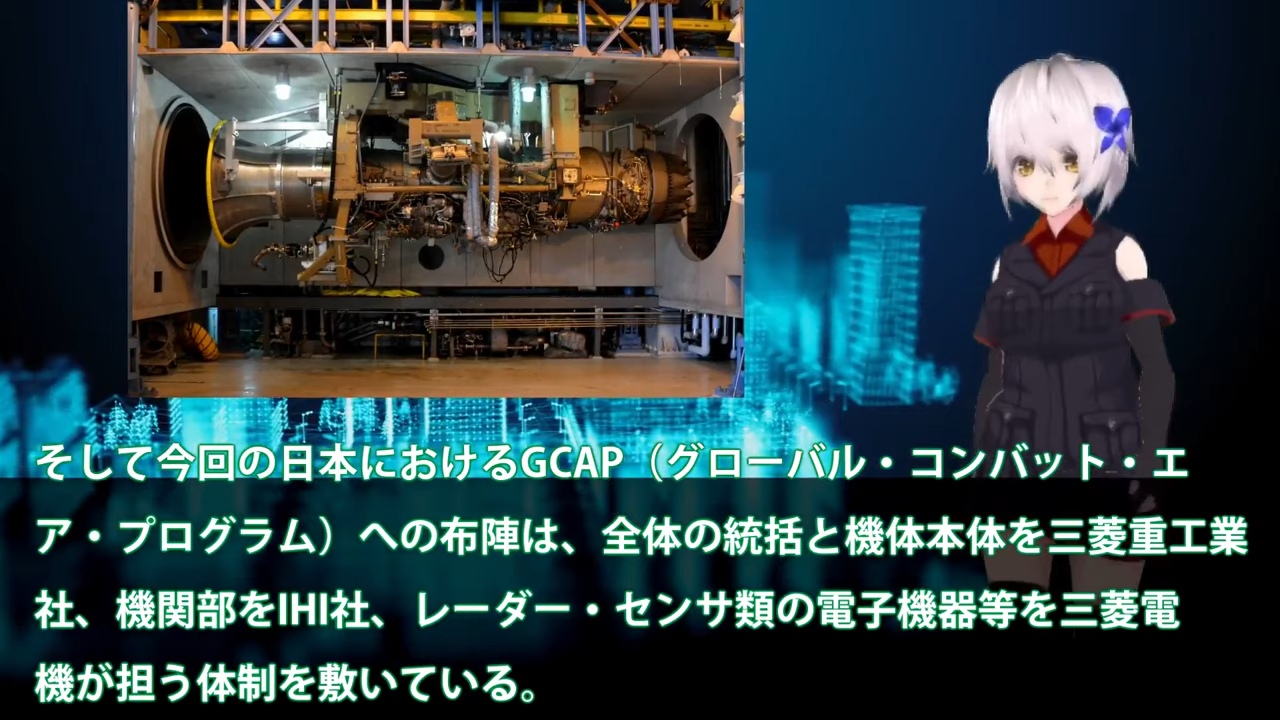 そして今回の日本におけるGCAP（グローバル・コンバット・エ
ア・プログラム）への布陣は、全体の統括と機体本体を三菱重工業
社、機関部をIHI社、レーダー・センサ類の電子機器等を三菱電
機が担う体制を敷いている。